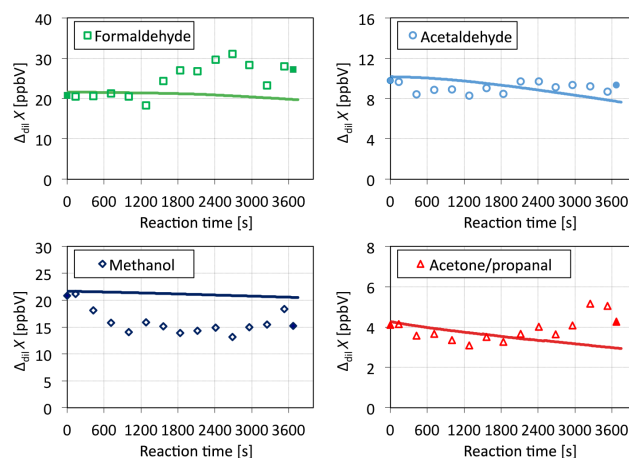 40
30
20
10
0
Δdil X [ppbV]
Formaldehyde
0 600 1200 1800 2400 3000 3600
Reaction time [s]
16
12
8
4
0
Δdil X [ppbV]
Acetaldehyde
0 600 1200 1800 2400 3000 3600
Reaction time [s]
30
25
20
15
10
5
0
Δdil X [ppbV]
Methanol
0 600 1200 1800 2400 3000 3600
Reaction time [s]
8
6
4
2
0
Δdil X [ppbV]
Acetone/propanal
0 600 1200 1800 2400 3000 3600
Reaction time [s]